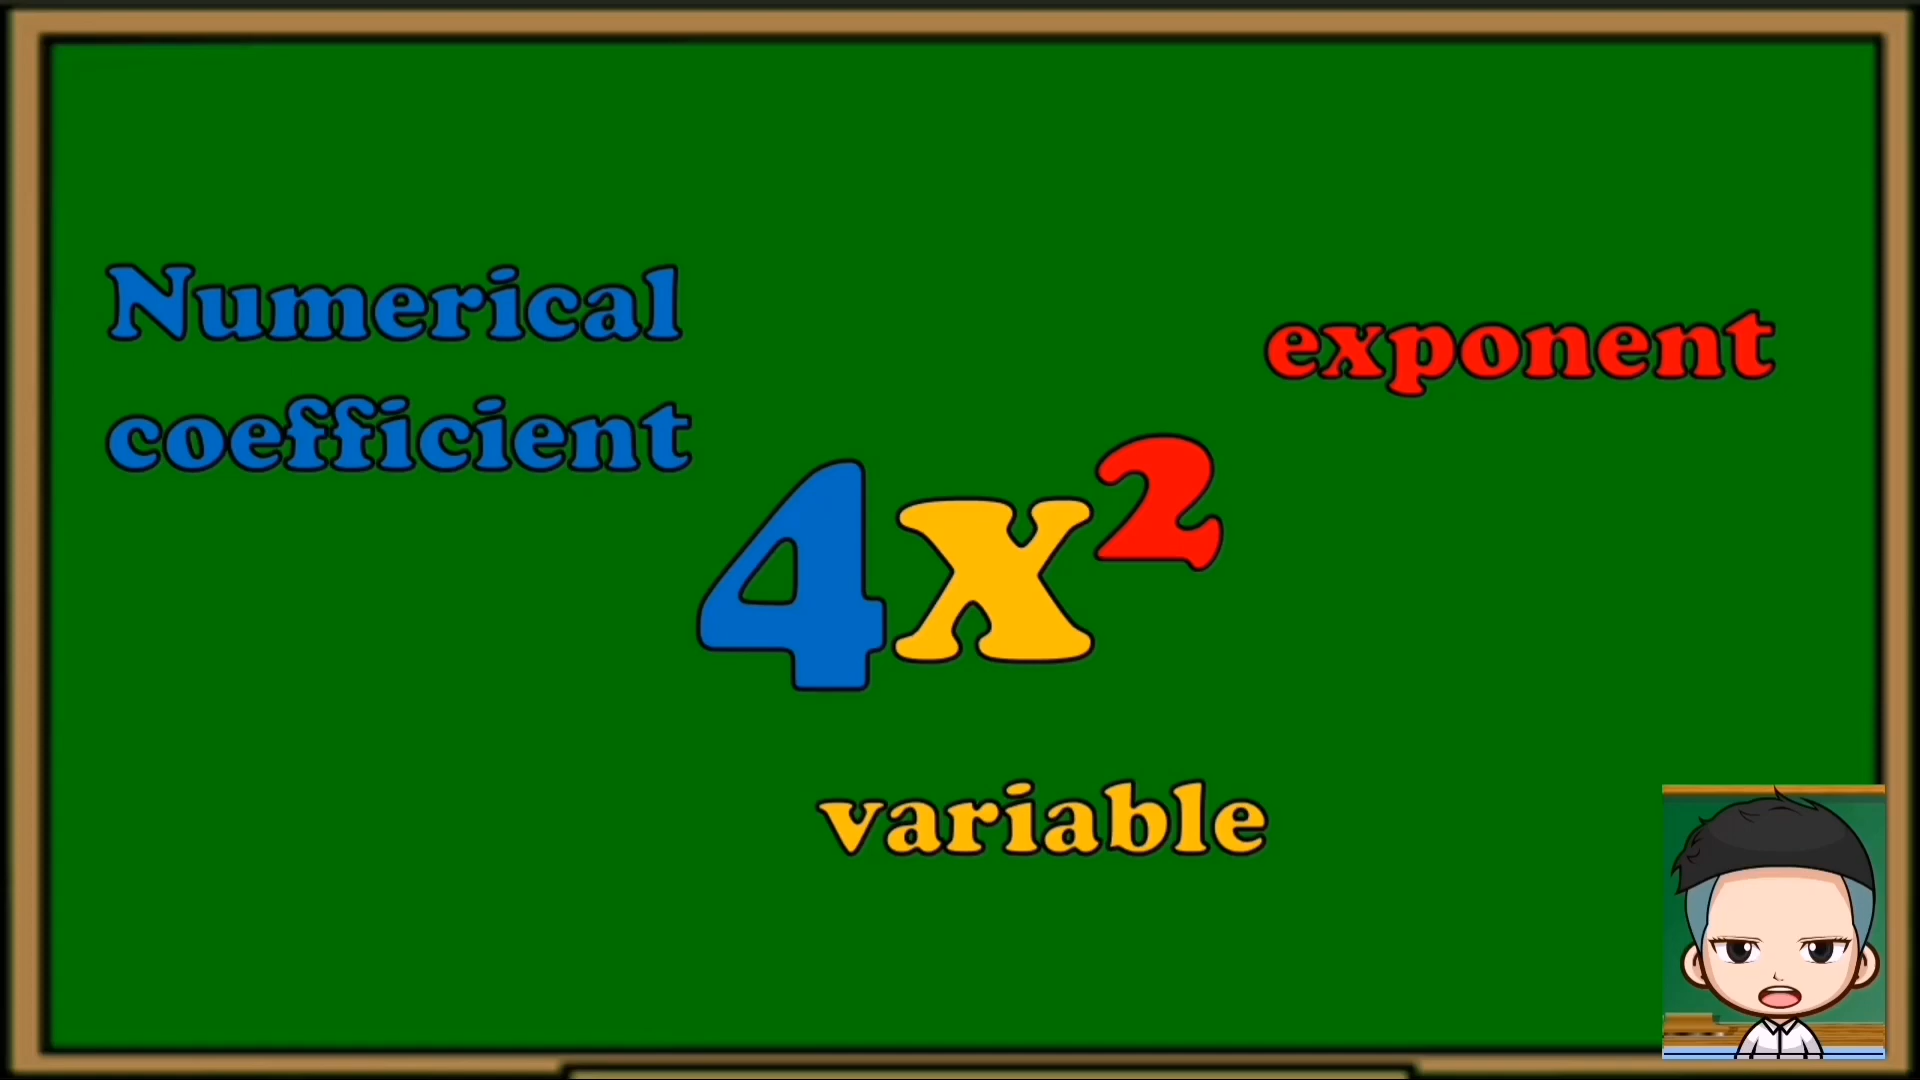 Numerical
coefficient
exponent
4x²
variable